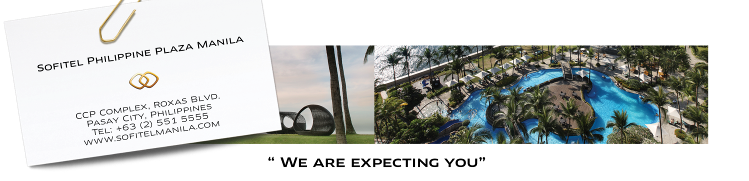 SOFITEL PHILIPPINE PLAZA MANILA
CCP COMPLEX, ROXAS BLVD.
PASAY CITY, PHILIPPINES
TEL: +63 (2) 551 5555
WWW.SOFITELMANILA.COM
“ WE ARE EXPECTING YOU”